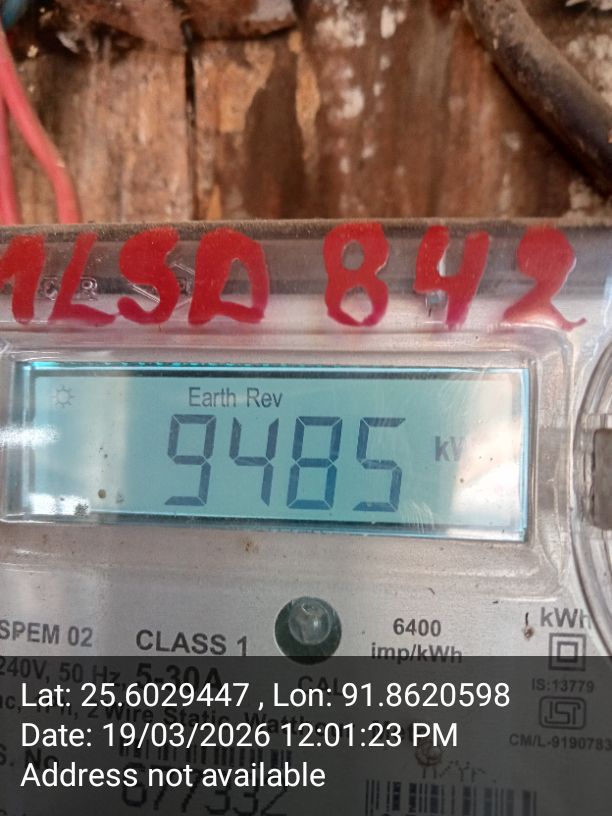 1LSD 842
Earth Rev
9485 kW
kWh
SPEM 02 CLASS 1 6400
imp/kWh
240V, 50 Hz, 5-30A
IS:13779
CM/L-9190783
Lat: 25.6029447 , Lon: 91.8620598
Date: 19/03/2026 12:01:23 PM
Address not available